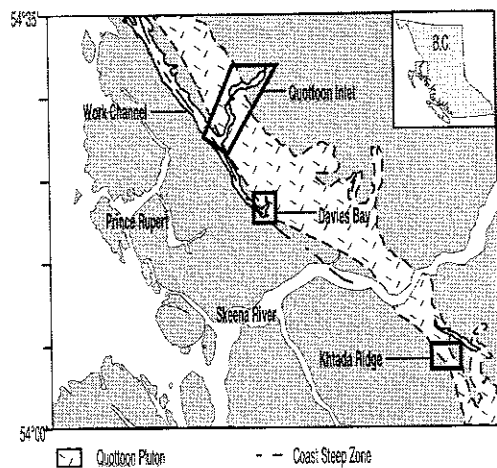 54°35'
B.C.
Quottoon Inlet
Work Channel
Prince Rupert
Davies Bay
Skeena River
Khtada Ridge
54°00'
Quottoon Pluton
Coast Steep Zone